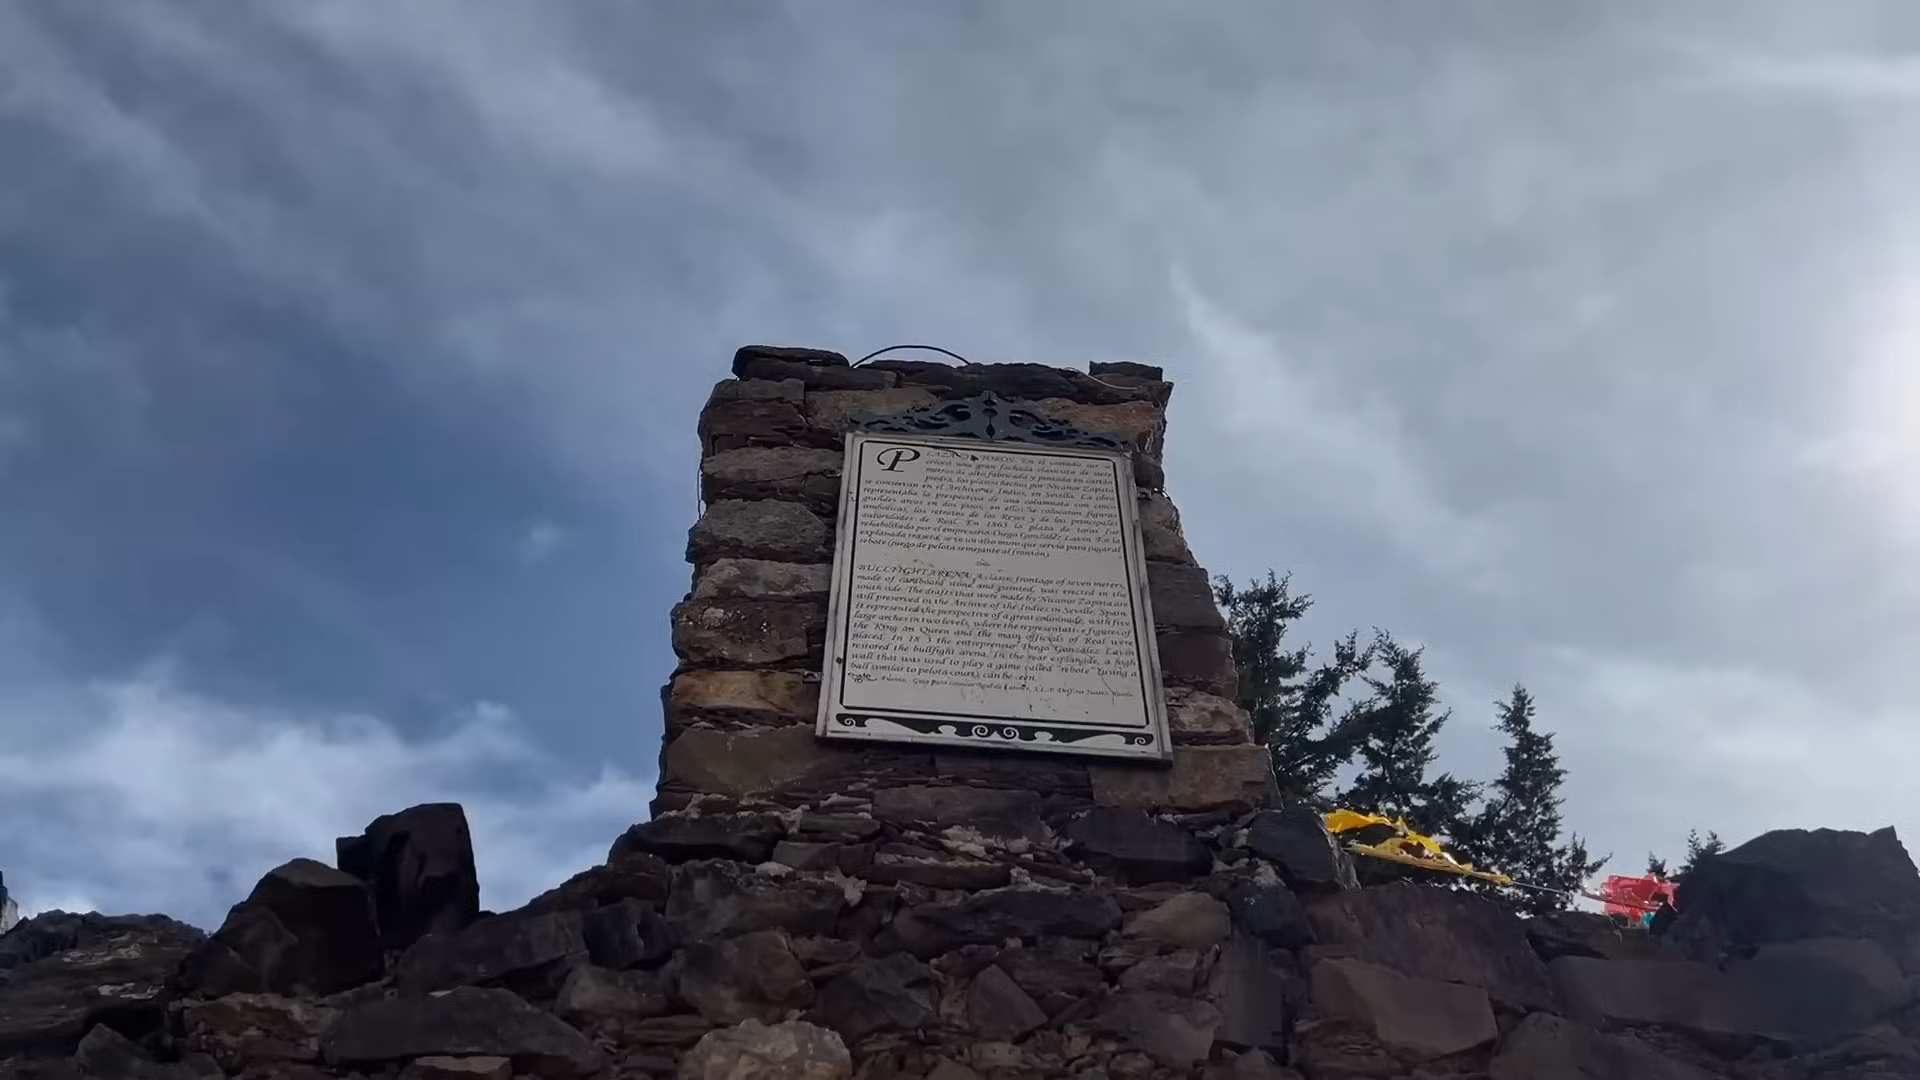 PLAZA D TOROS. En el costado sur se
colocó una gran fachada clasicista de siete
metros de alto fabricada y pintada en cartón
piedra, los planos hechos por Nicanor Zapata
se conservan en el Archivo de Indias, en Sevilla. La obra
representaba la perspectiva de una columnata con cinco
grandes arcos en dos pisos, en ellos se colocaron figuras
simbólicas, los retratos de los Reyes y de las principales
autoridades de Real. En 1863 la plaza de toros fue
rehabilitada por el empresario Diego González Lavín. En la
explanada trasera, se ve un alto muro que servía para jugar al
rebote (juego de pelota semejante al frontón).
BULLFIGHT ARENA. A classic frontage of seven meters,
made of cardboard stone and painted, was erected in the
south side. The drafts that were made by Nicanor Zapata are
still preserved in the Archive of the Indies in Seville, Spain.
It represented the perspective of a great colonnade, with five
large arches in two levels, where the representative figures of
the King an Queen and the main officials of Real were
placed. In 18 3 the entrepreneur Diego González Lavín
restored the bullfight arena. In the rear esplanade, a high
wall that was used to play a game called "rebote" (using a
ball similar to pelota court), can be seen.
Fuente: Guía para conocer Real de Catorce, S.L.P.